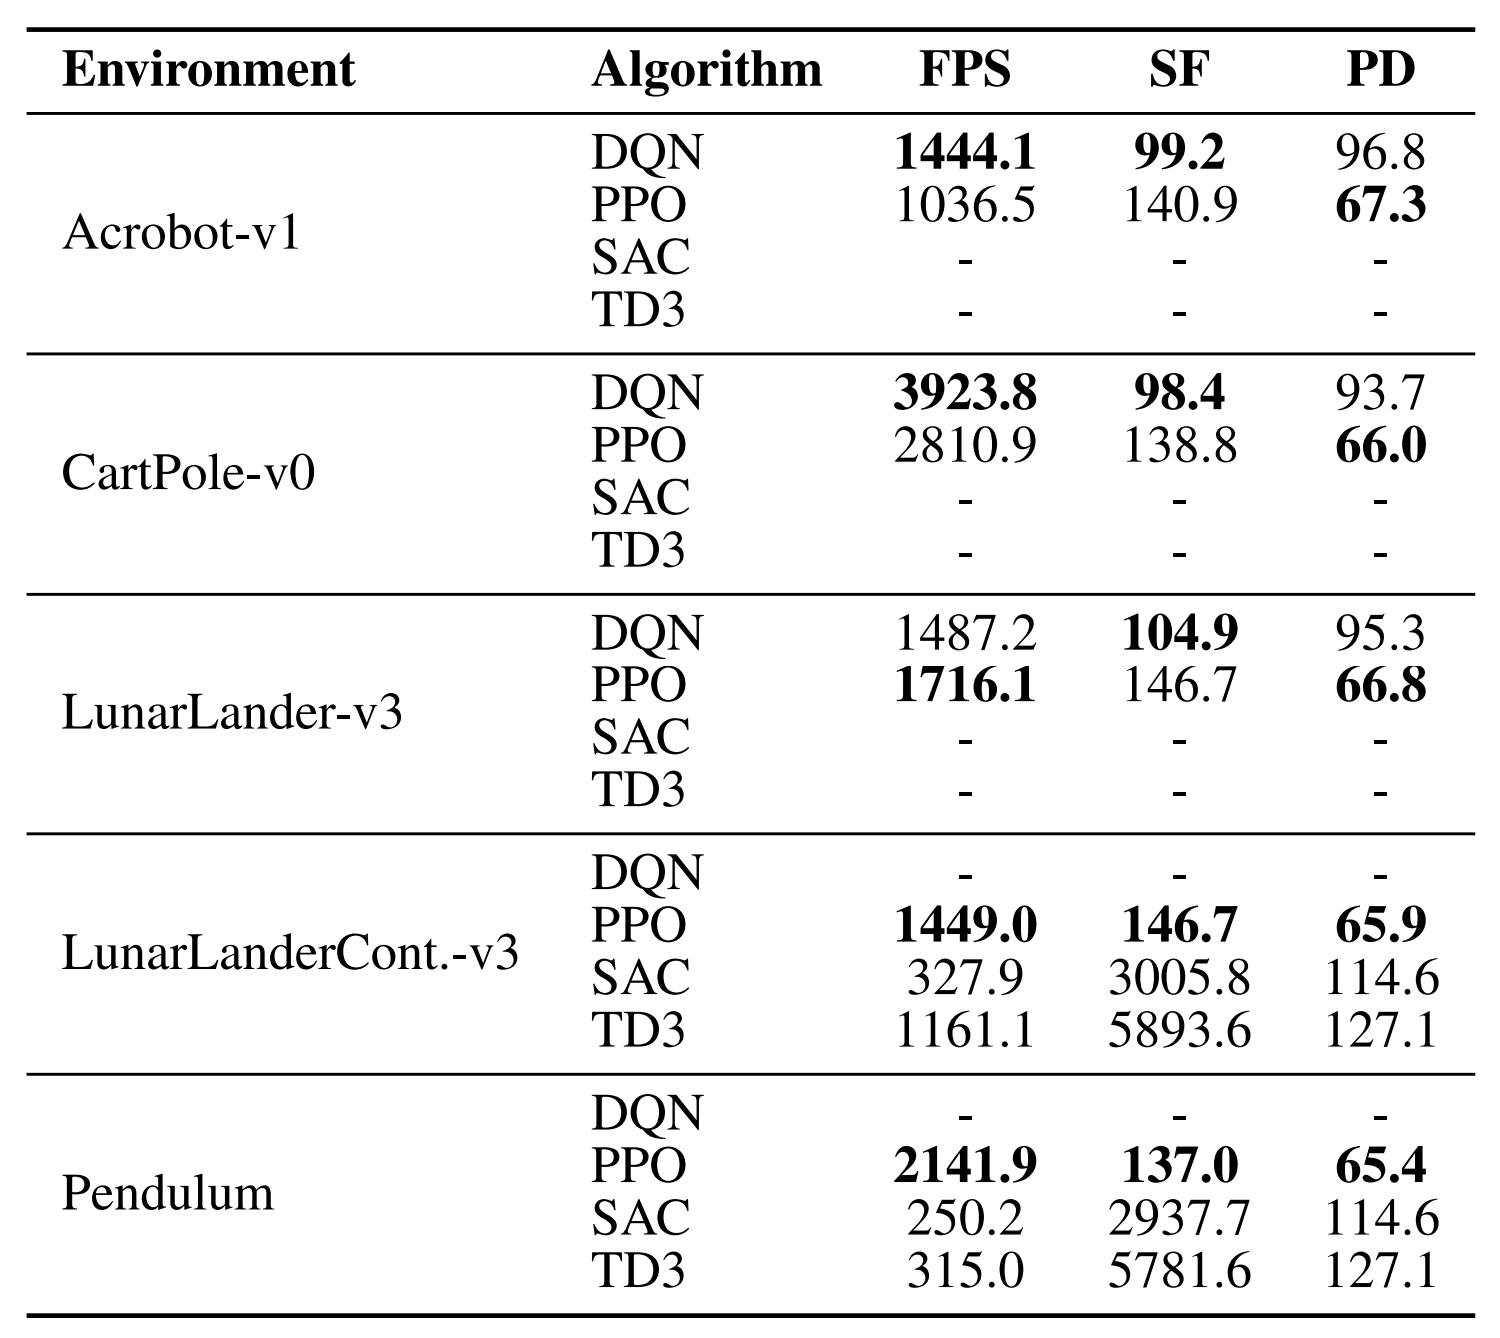 Environment Algorithm FPS SF PD
DQN 1444.1 99.2 96.8
PPO 1036.5 140.9 67.3
Acrobot-v1
SAC - - -
TD3 - - -
DQN 3923.8 98.4 93.7
PPO 2810.9 138.8 66.0
CartPole-v0
SAC - - -
TD3 - - -
DQN 1487.2 104.9 95.3
PPO 1716.1 146.7 66.8
LunarLander-v3
SAC - - -
TD3 - - -
DQN - - -
PPO 1449.0 146.7 65.9
LunarLanderCont.-v3
SAC 327.9 3005.8 114.6
TD3 1161.1 5893.6 127.1
DQN - - -
PPO 2141.9 137.0 65.4
Pendulum
SAC 250.2 2937.7 114.6
TD3 315.0 5781.6 127.1